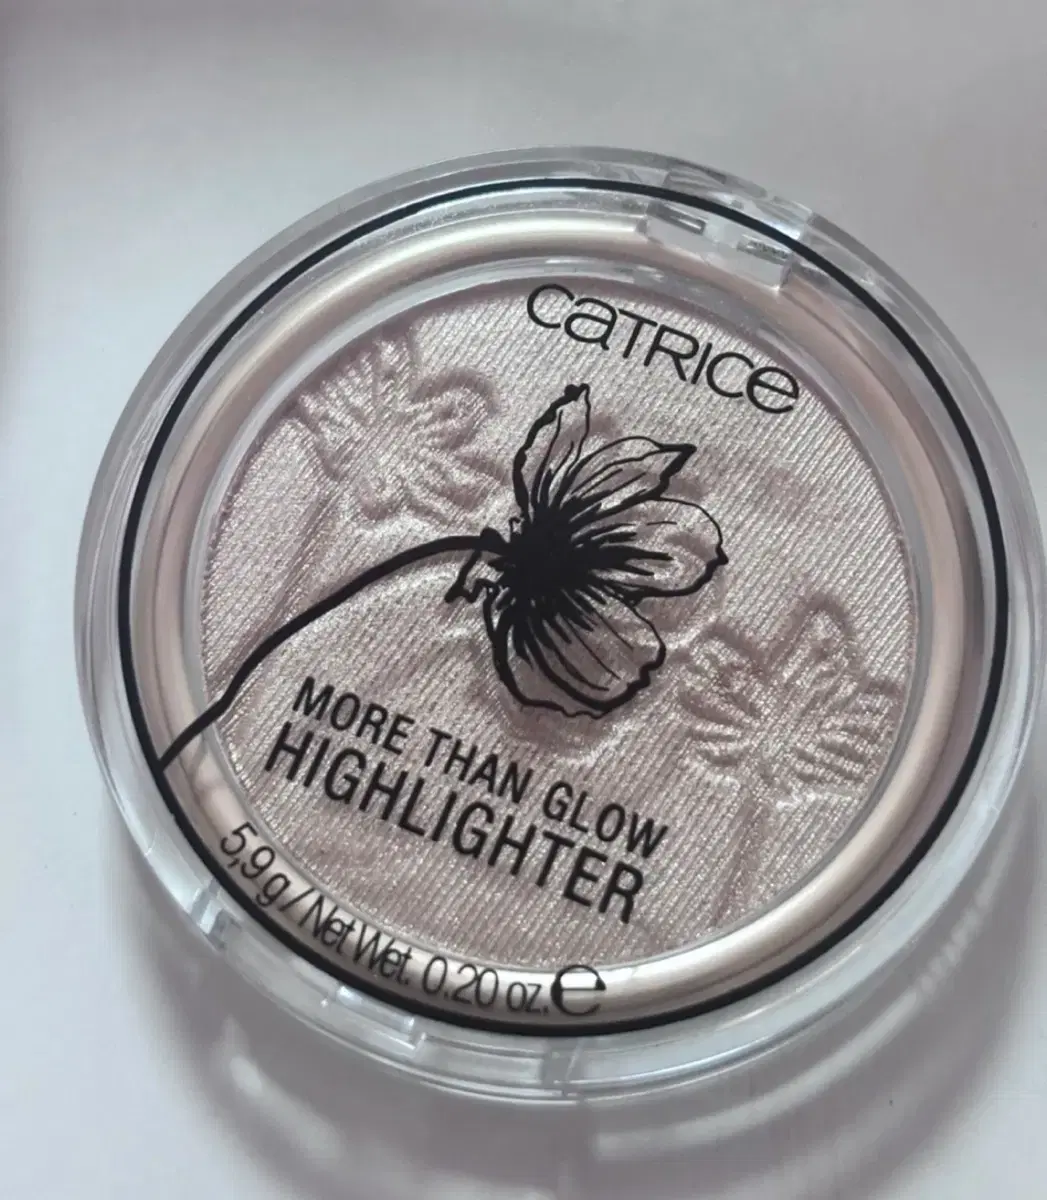 CATRICE
MORE THAN GLOW
HIGHLIGHTER
5,9 g / Net Wet. 0.20 oz. ℮